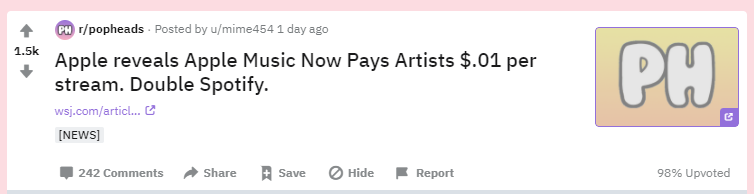 PH r/popheads · Posted by u/mime454 1 day ago
1.5k
Apple reveals Apple Music Now Pays Artists $.01 per
stream. Double Spotify.
wsj.com/articl...
[NEWS]
PH
242 Comments Share Save Hide Report 98% Upvoted